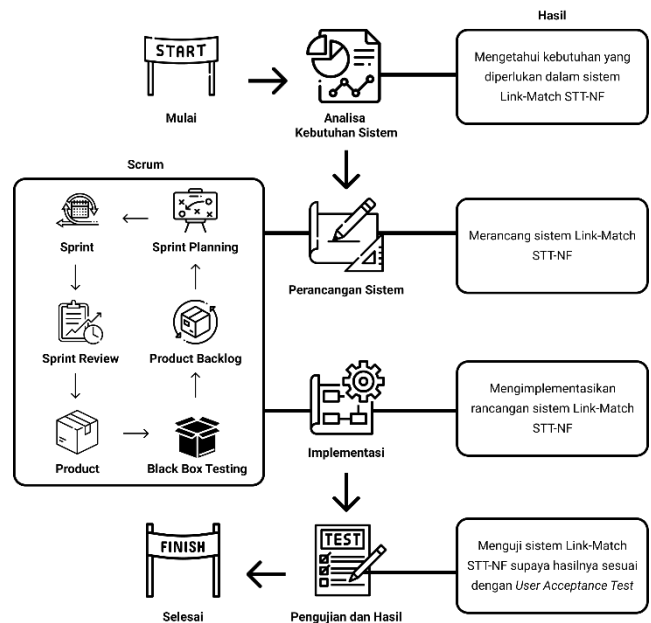 Hasil
START
Mulai
Analisa
Kebutuhan Sistem
Mengetahui kebutuhan yang
diperlukan dalam sistem
Link-Match STT-NF
Scrum
Sprint
Sprint Planning
Sprint Review
Product Backlog
Product
Black Box Testing
Perancangan Sistem
Merancang sistem Link-Match
STT-NF
Implementasi
Mengimplementasikan
rancangan sistem Link-Match
STT-NF
FINISH
Selesai
TEST
Pengujian dan Hasil
Menguji sistem Link-Match
STT-NF supaya hasilnya sesuai
dengan User Acceptance Test